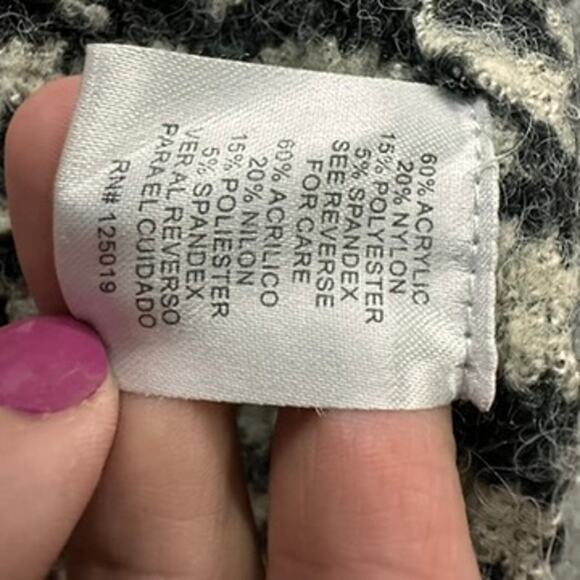 60% ACRYLIC
20% NYLON
15% POLYESTER
5% SPANDEX
SEE REVERSE
FOR CARE
60% ACRILICO
20% NILON
15% POLIESTER
5% SPANDEX
VER AL REVERSO
PARA EL CUIDADO
RN# 125019